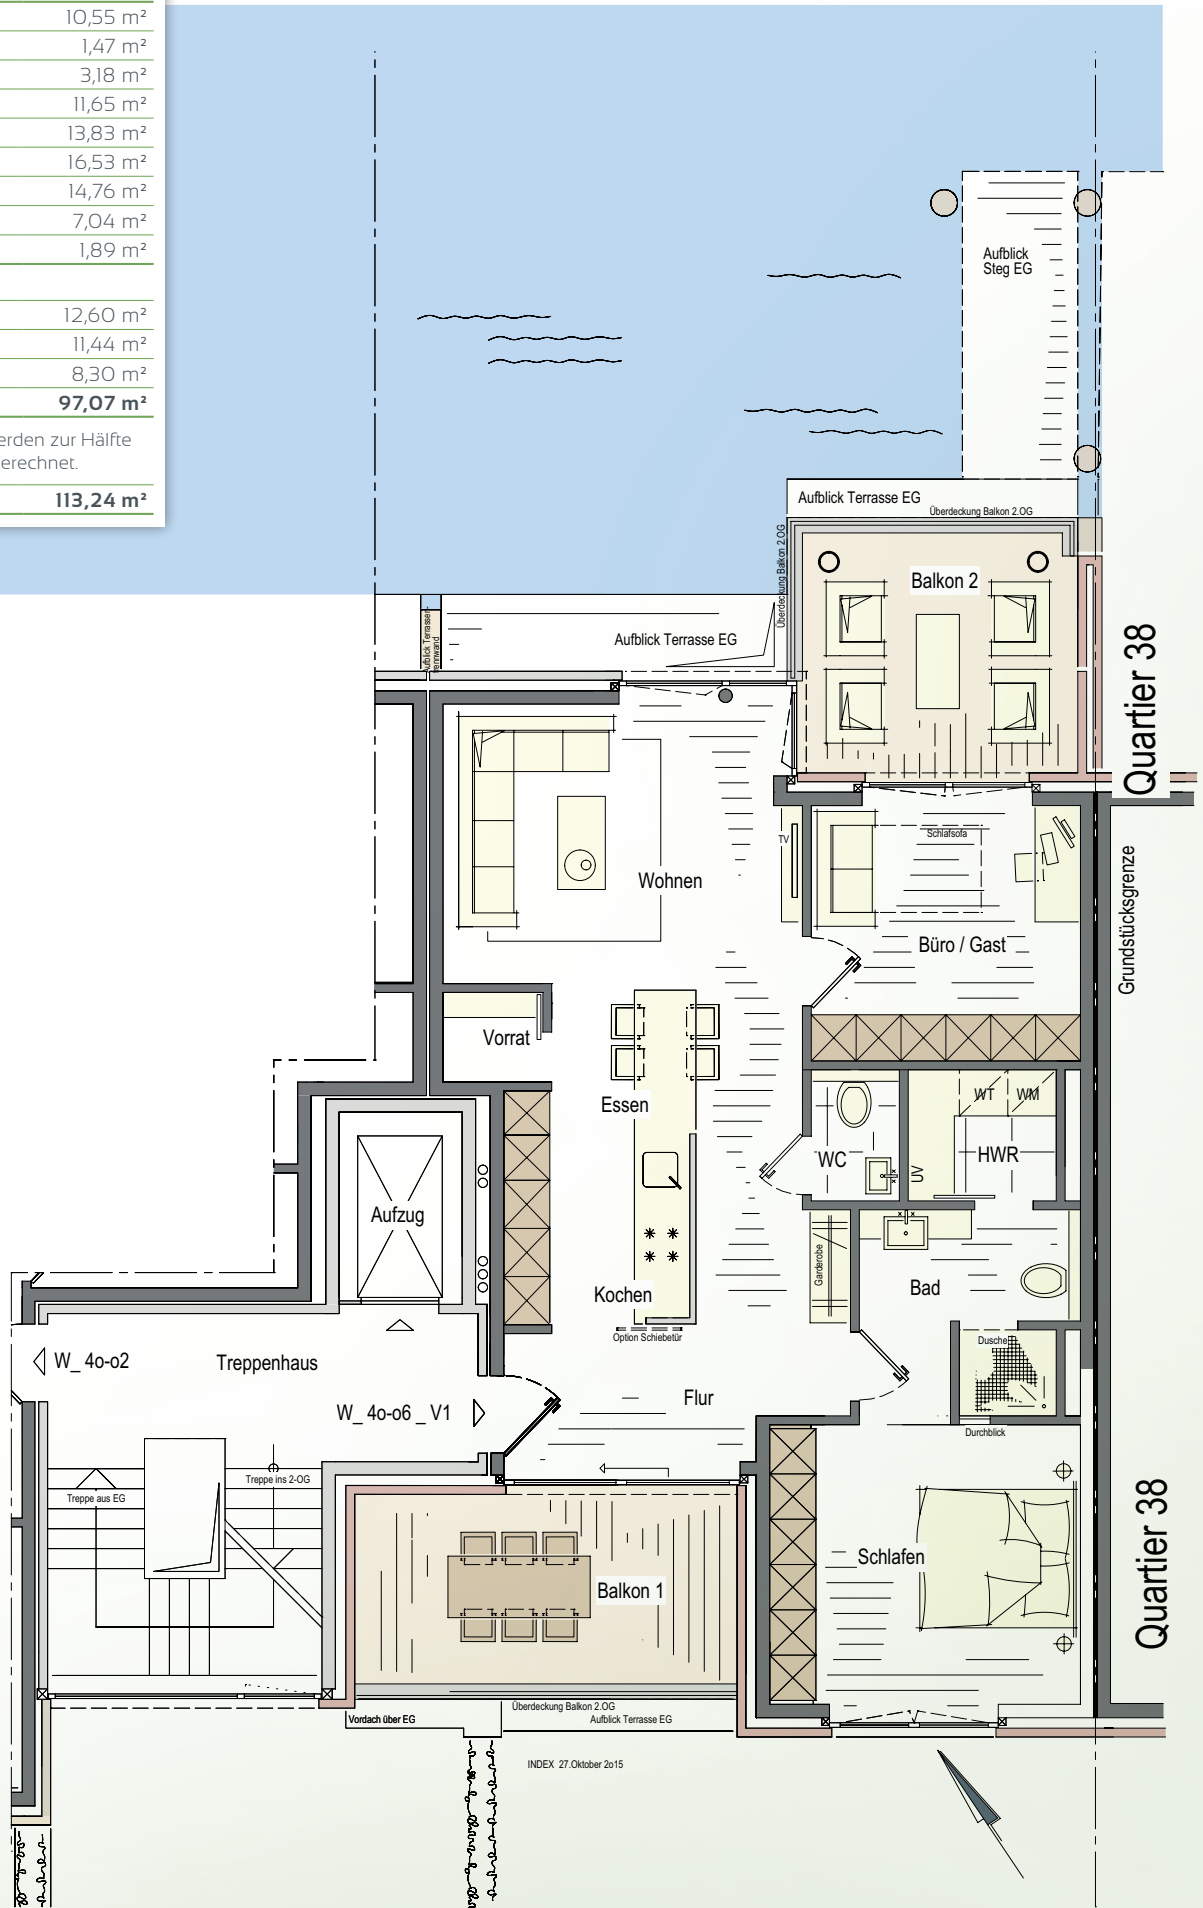 10,55 m²
1,47 m²
3,18 m²
11,65 m²
13,83 m²
16,53 m²
14,76 m²
7,04 m²
1,89 m²
12,60 m²
11,44 m²
8,30 m²
97,07 m²
erden zur Hälfte
erechnet.
113,24 m²
Aufblick
Steg EG
Aufblick Terrasse EG
Überdeckung Balkon 2.OG
Überdeckung Balkon 2.OG
Balkon 2
Aufblick Terrasse EG
Quartier 38
Wohnen
TV
Schlafsofa
Büro / Gast
Grundstücksgrenze
Vorrat
Essen
WC
WT
WM
HWR
UV
Aufzug
Garderobe
Bad
Kochen
Option Schiebetür
Dusche
W_ 4o-o2
Treppenhaus
W_ 4o-o6 _ V1
Flur
Durchblick
Treppe aus EG
Treppe ins 2-OG
Schlafen
Balkon 1
Quartier 38
Überdeckung Balkon 2.OG
Vordach über EG
Aufblick Terrasse EG
INDEX 27.Oktober 2o15